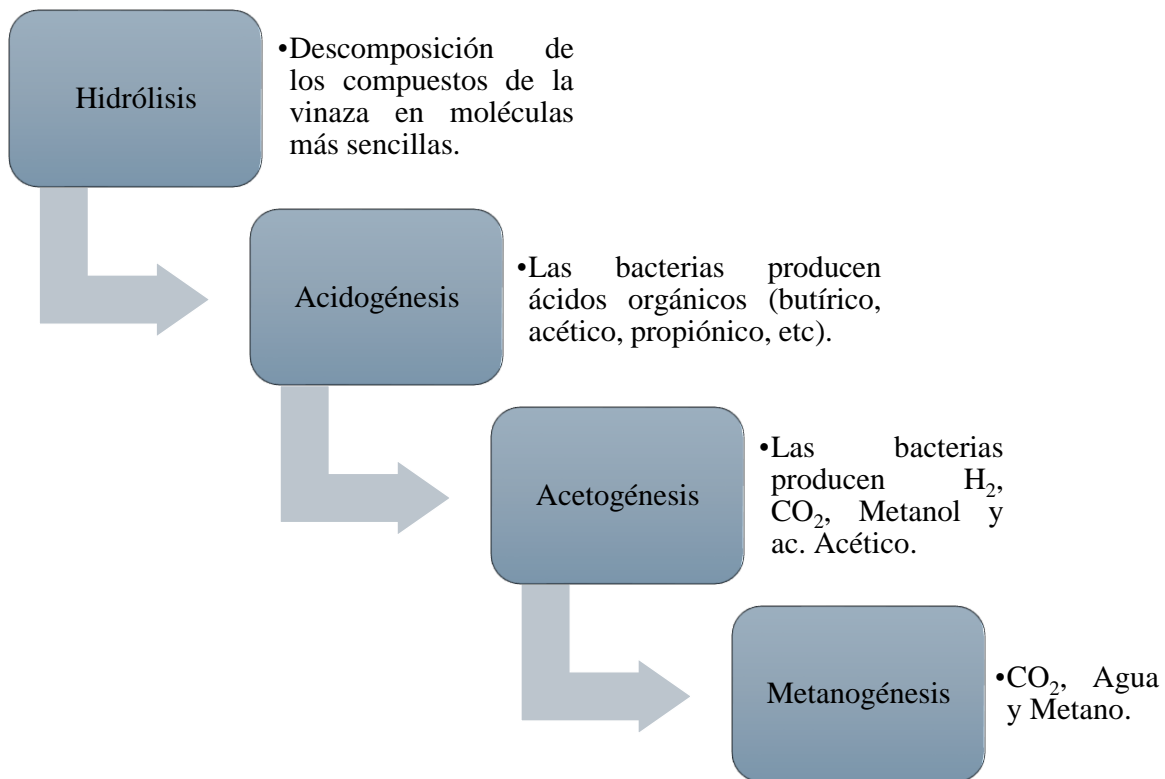 Hidrólisis
•Descomposición de
los compuestos de la
vinaza en moléculas
más sencillas.
Acidogénesis
•Las bacterias producen
ácidos orgánicos (butírico,
acético, propiónico, etc).
Acetogénesis
•Las bacterias
producen H₂,
CO₂, Metanol y
ac. Acético.
Metanogénesis
•CO₂, Agua
y Metano.